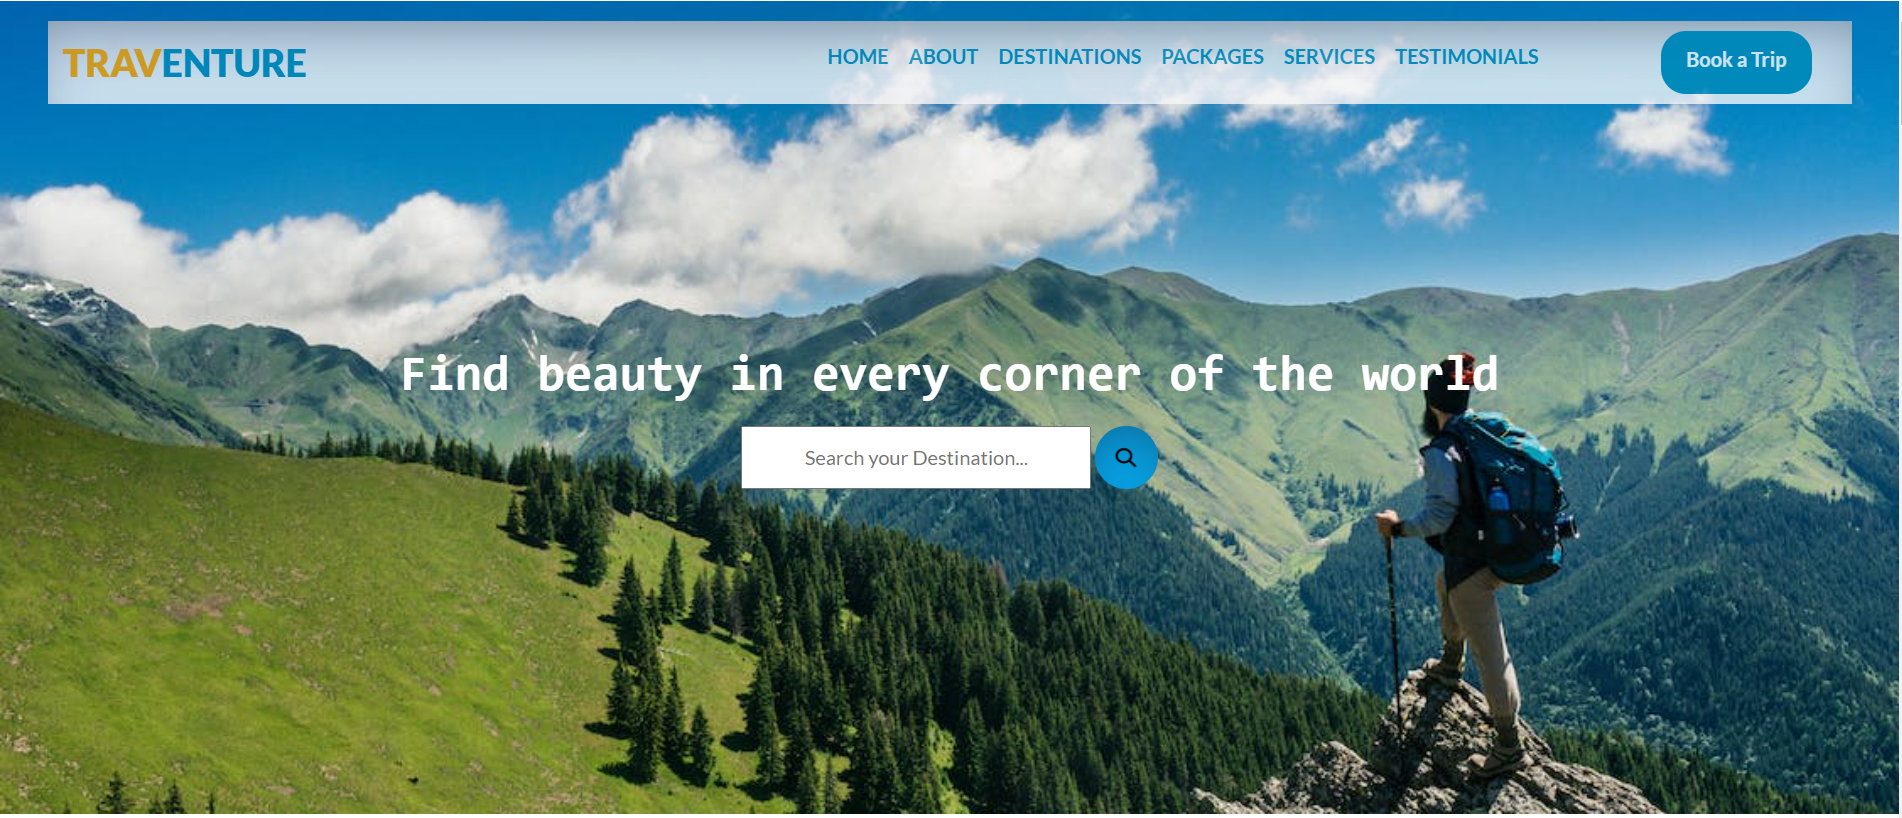 TRAVENTURE
HOME ABOUT DESTINATIONS PACKAGES SERVICES TESTIMONIALS
Book a Trip
Find beauty in every corner of the world
Search your Destination...